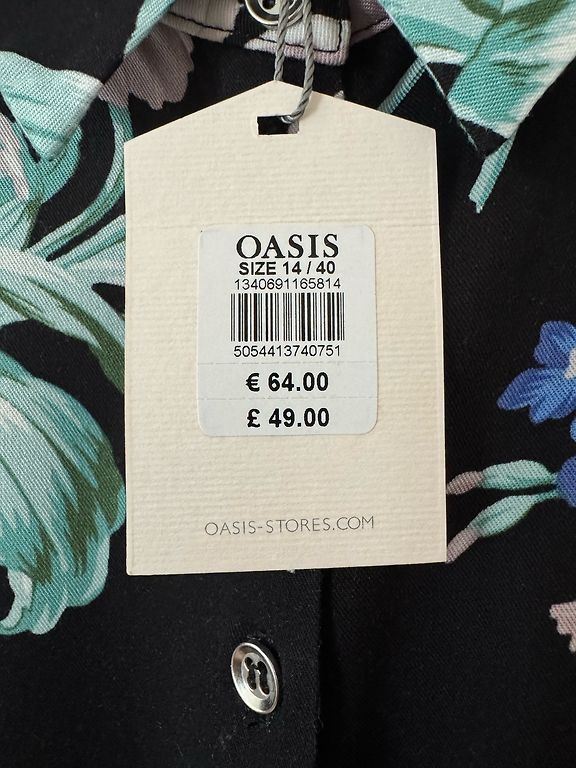 OASIS
SIZE 14 / 40
1340691165814
5054413740751
€ 64.00
£ 49.00
OASIS-STORES.COM